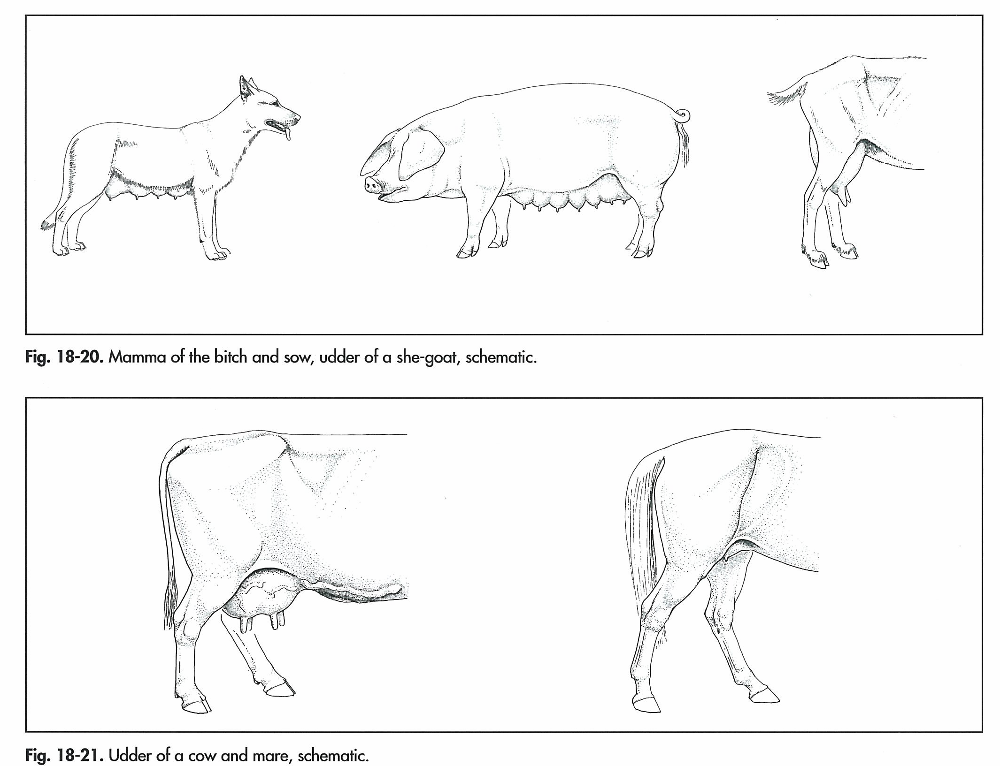 Fig. 18-20. Mamma of the bitch and sow, udder of a she-goat, schematic.
Fig. 18-21. Udder of a cow and mare, schematic.